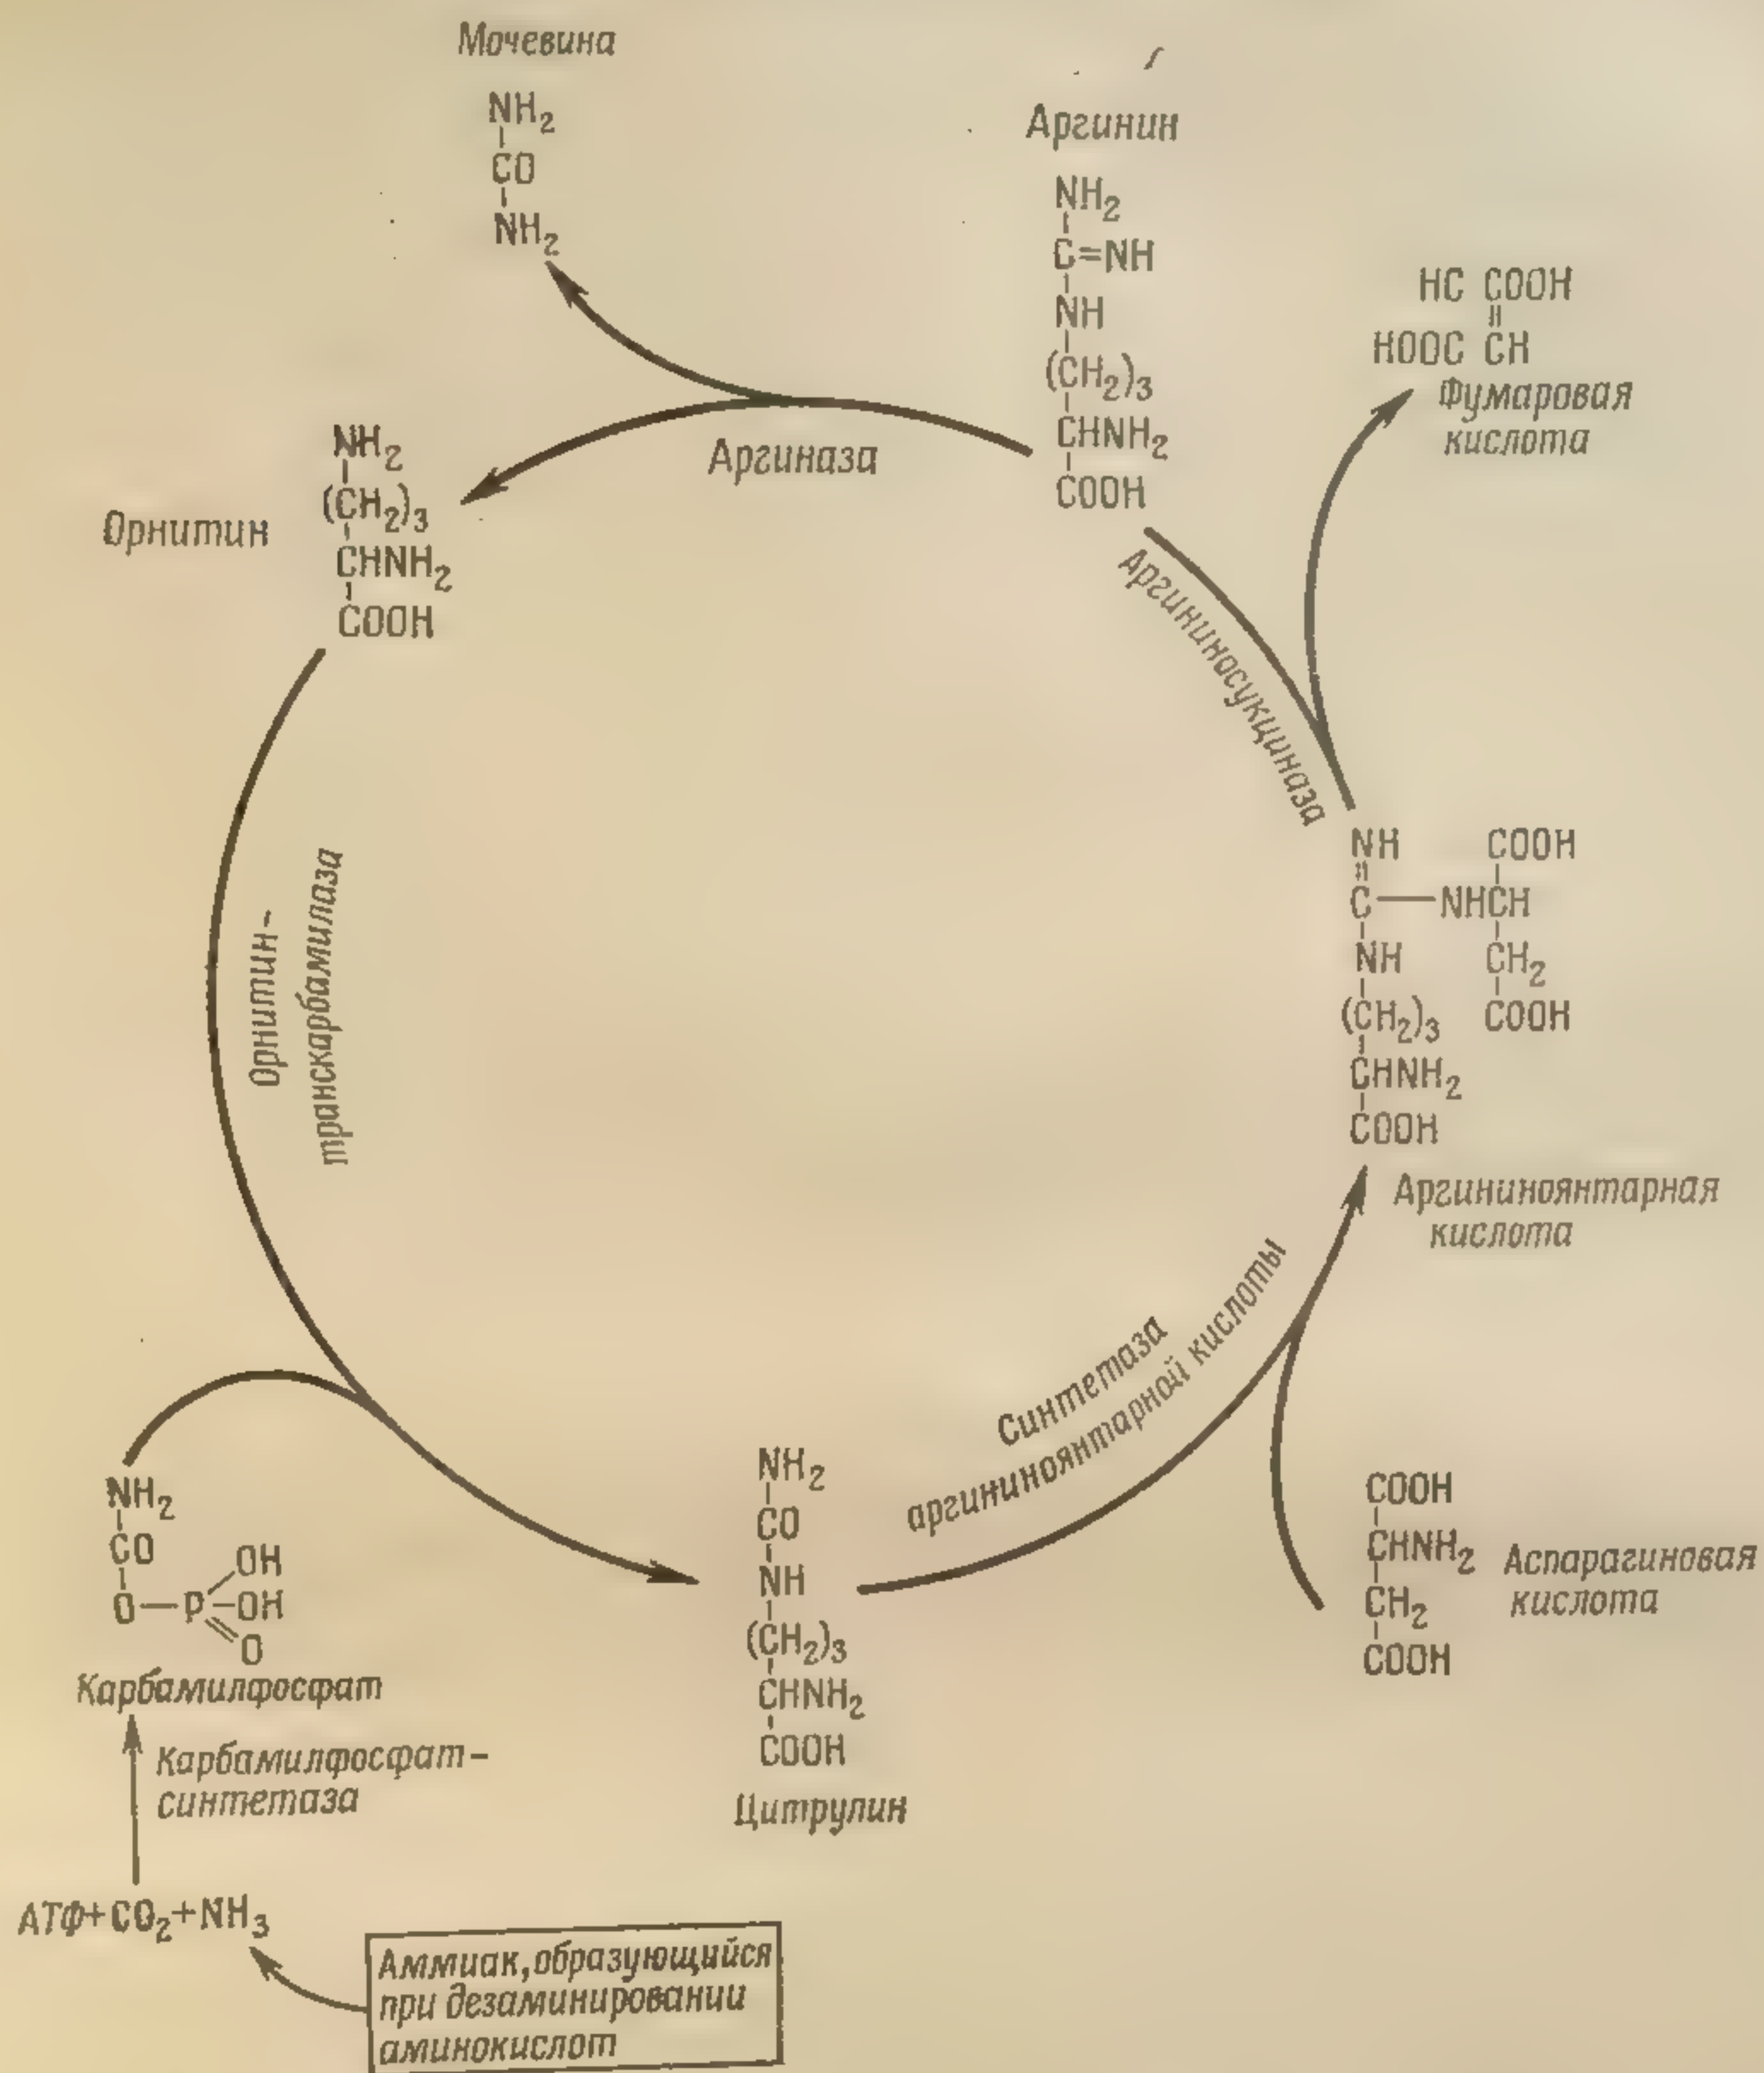 Мочевина
NH2
CO
NH2
Аргинин
NH2
C=NH
NH
(CH2)3
CHNH2
COOH
HC COOH
HOOC CH
Фумаровая
кислота
Аргиназа
Орнитин
NH2
(CH2)3
CHNH2
COOH
Аргининосукциназа
Орнитин-
транскарбамилаза
NH
C—NHCH
NH
(CH2)3
CHNH2
COOH
COOH
CH2
COOH
Аргининоянтарная
кислота
Синтетаза
аргининоянтарной кислоты
NH2
CO
O—P—OH
OH
O
Карбамилфосфат
Карбамилфосфат-
синтетаза
АТФ+CO2+NH3
Аммиак, образующийся
при дезаминировании
аминокислот
NH2
CO
NH
(CH2)3
CHNH2
COOH
Цитрулин
COOH
CHNH2
CH2
COOH
Аспарагиновая
кислота